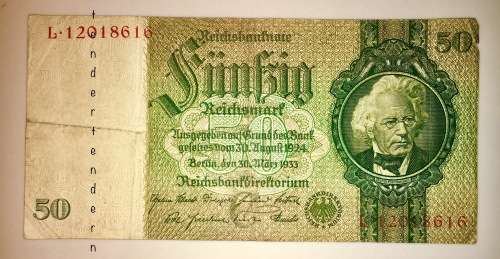 tendertendern
L·12018616
Reichsbanknote
50
Fünfzig
Reichsmark
Ausgegeben auf Grund des Bank
gesetzes vom 30. August 1924
Berlin, den 30. März 1933
Reichsbankdirektorium
50
L·12018616